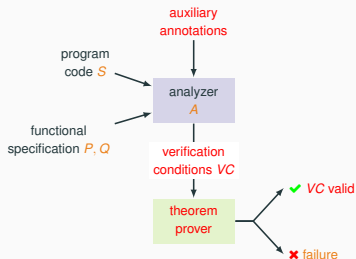 auxiliary
annotations
program
code S
analyzer
A
functional
specification P, Q
verification
conditions VC
theorem
prover
✔ VC valid
✖ failure